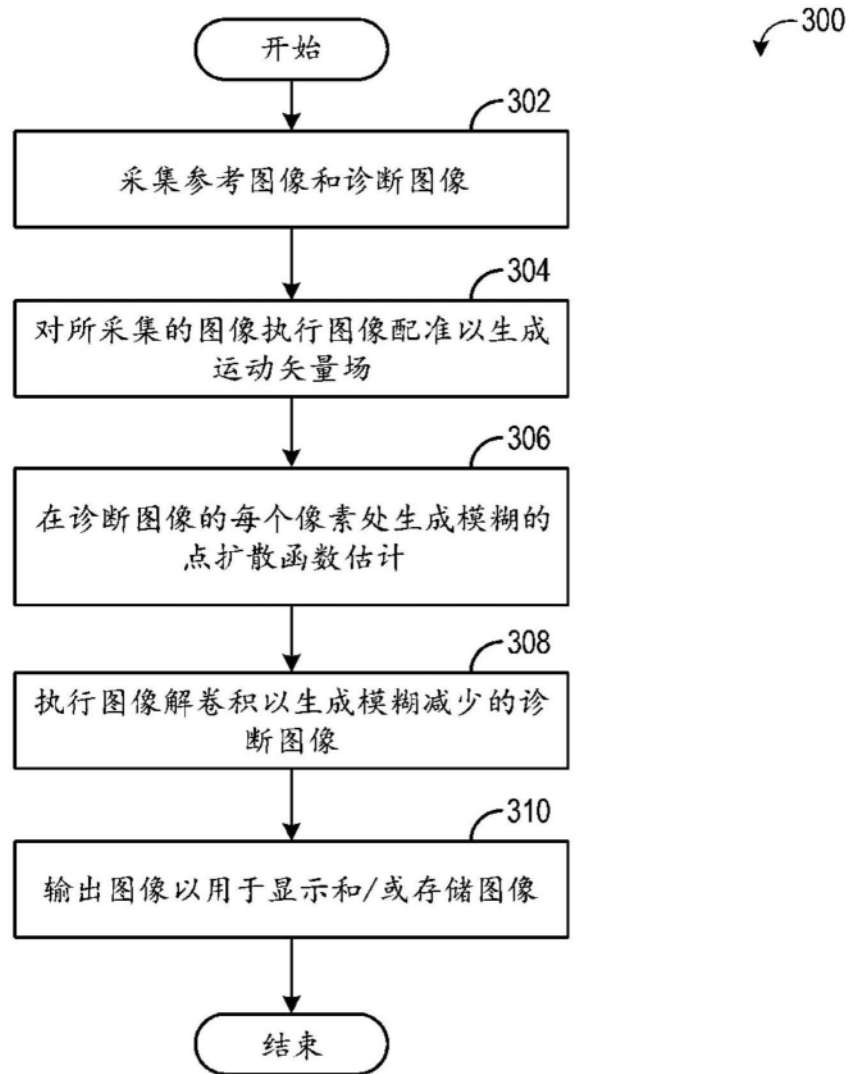 300
开始
302
采集参考图像和诊断图像
304
对所采集的图像执行图像配准以生成
运动矢量场
306
在诊断图像的每个像素处生成模糊的
点扩散函数估计
308
执行图像解卷积以生成模糊减少的诊
断图像
310
输出图像以用于显示和/或存储图像
结束